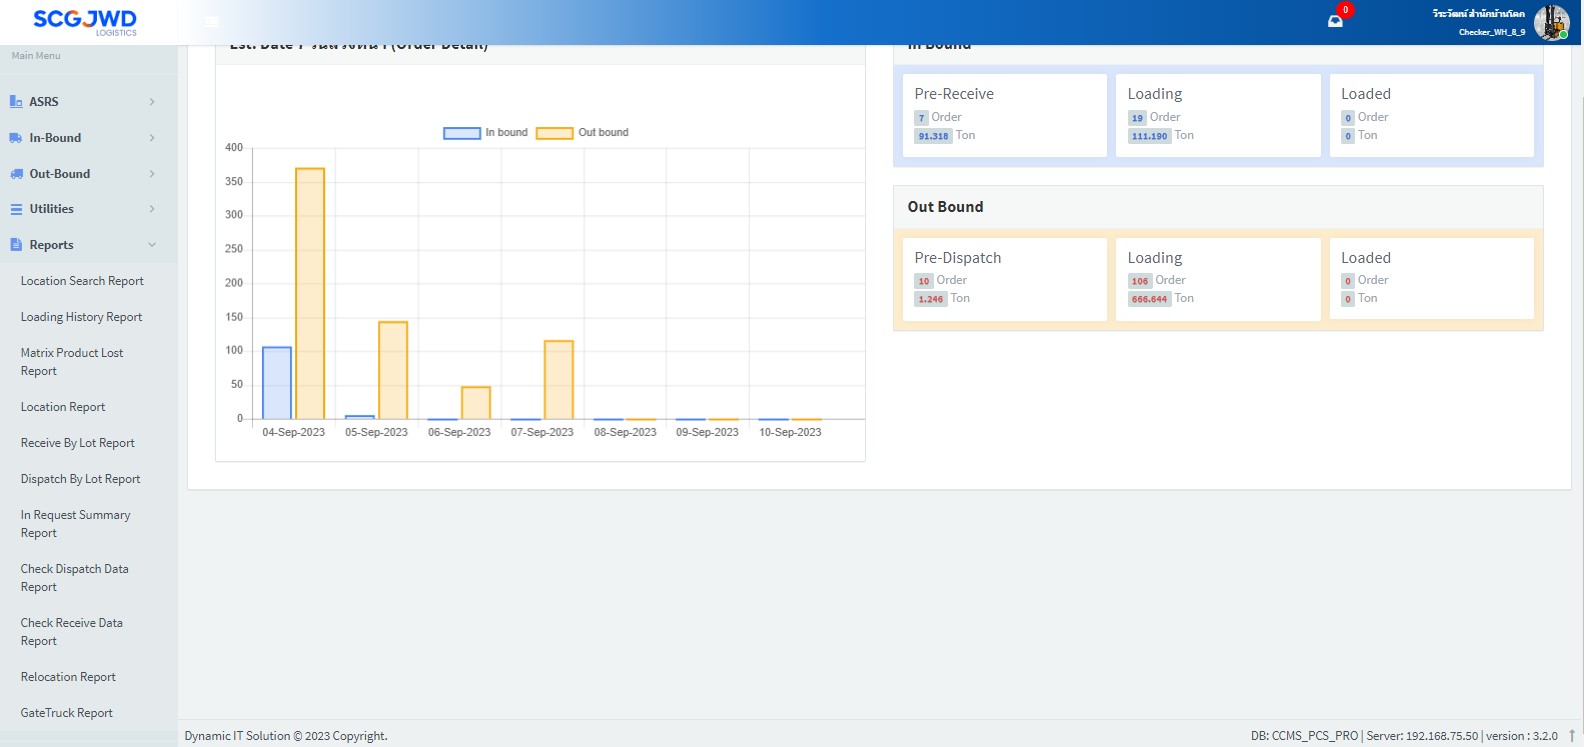 SCGJWD
LOGISTICS
0
วีระวัฒน์ สำนักบ้านโคก
Checker_WH_8_9
Main Menu
ASRS
In-Bound
Out-Bound
Utilities
Reports
Location Search Report
Loading History Report
Matrix Product Lost
Report
Location Report
Receive By Lot Report
Dispatch By Lot Report
In Request Summary
Report
Check Dispatch Data
Report
Check Receive Data
Report
Relocation Report
GateTruck Report
Est. Date 7 (Order Detail)
In bound Out bound
400
350
300
250
200
150
100
50
0
04-Sep-2023 05-Sep-2023 06-Sep-2023 07-Sep-2023 08-Sep-2023 09-Sep-2023 10-Sep-2023
In Bound
Pre-Receive
7 Order
91.318 Ton
Loading
19 Order
111.190 Ton
Loaded
0 Order
0 Ton
Out Bound
Pre-Dispatch
10 Order
1.246 Ton
Loading
106 Order
666.644 Ton
Loaded
0 Order
0 Ton
Dynamic IT Solution © 2023 Copyright.
DB: CCMS_PCS_PRO | Server: 192.168.75.50 | version : 3.2.0